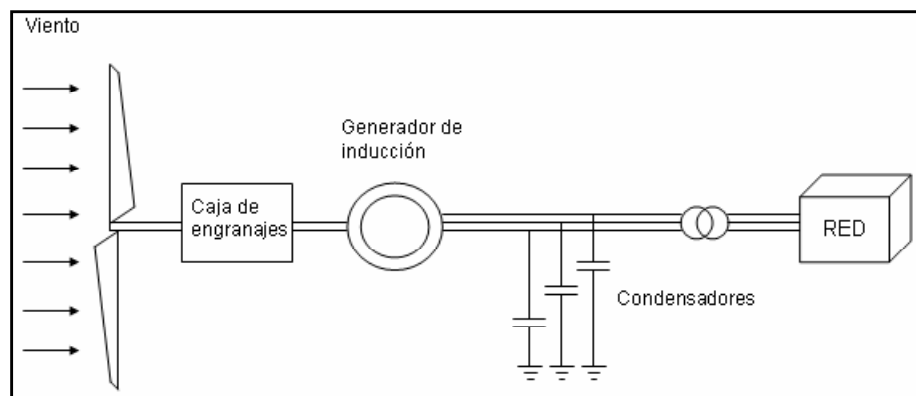 Viento
Generador de
inducción
Caja de
engranajes
RED
Condensadores